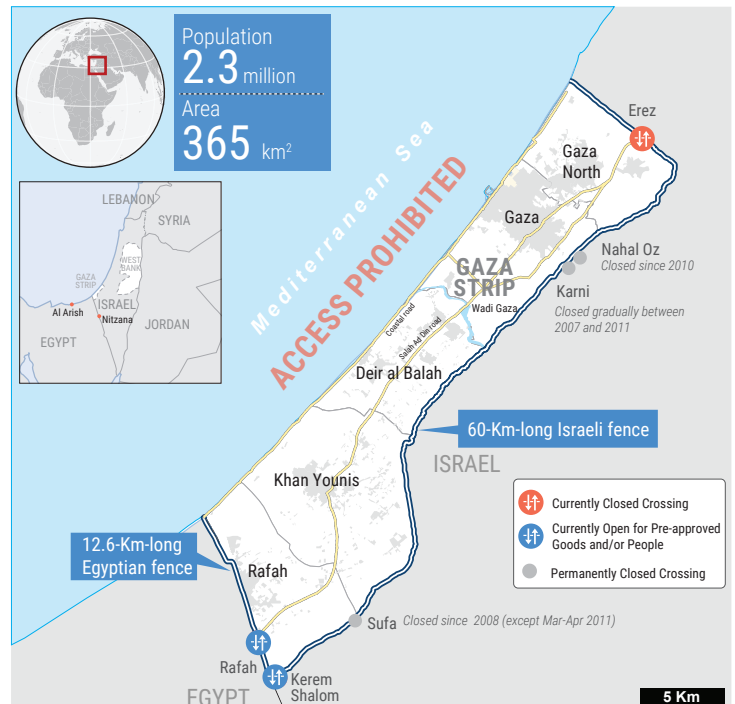 Population
2.3 million
Area
365 km²
LEBANON
SYRIA
WEST
BANK
GAZA
STRIP
ISRAEL
Al Arish
Nitzana
JORDAN
EGYPT
Mediterranean Sea
ACCESS PROHIBITED
Erez
Gaza
North
Gaza
Nahal Oz
Closed since 2010
Karni
Closed gradually between
2007 and 2011
GAZA
STRIP
Wadi Gaza
Coastal road
Salah Ad Din road
Deir al Balah
60-Km-long Israeli fence
ISRAEL
Khan Younis
Currently Closed Crossing
Currently Open for Pre-approved
Goods and/or People
Permanently Closed Crossing
12.6-Km-long
Egyptian fence
Rafah
Sufa Closed since 2008 (except Mar-Apr 2011)
Rafah
Kerem
Shalom
EGYPT
5 Km